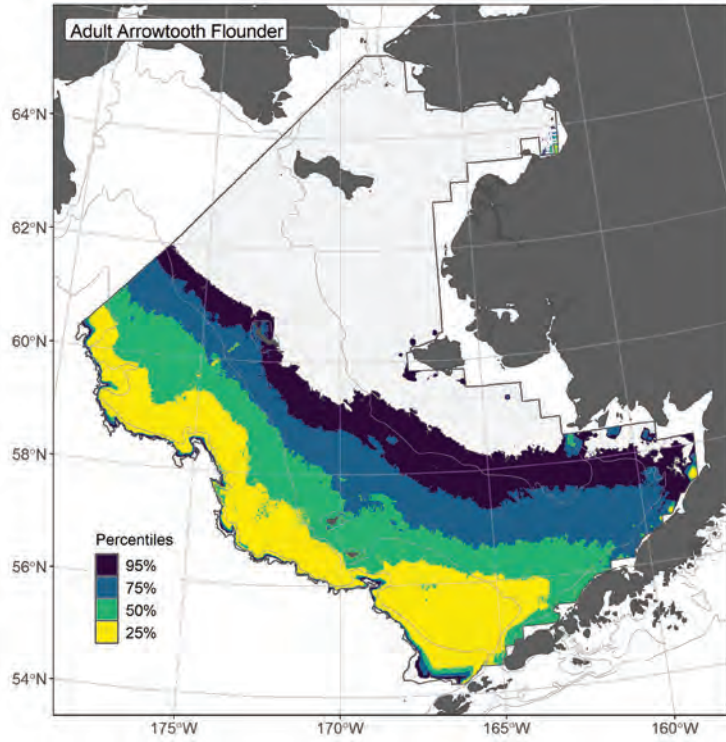 Adult Arrowtooth Flounder
64°N
62°N
60°N
58°N
56°N
54°N
Percentiles
95%
75%
50%
25%
175°W
170°W
165°W
160°W